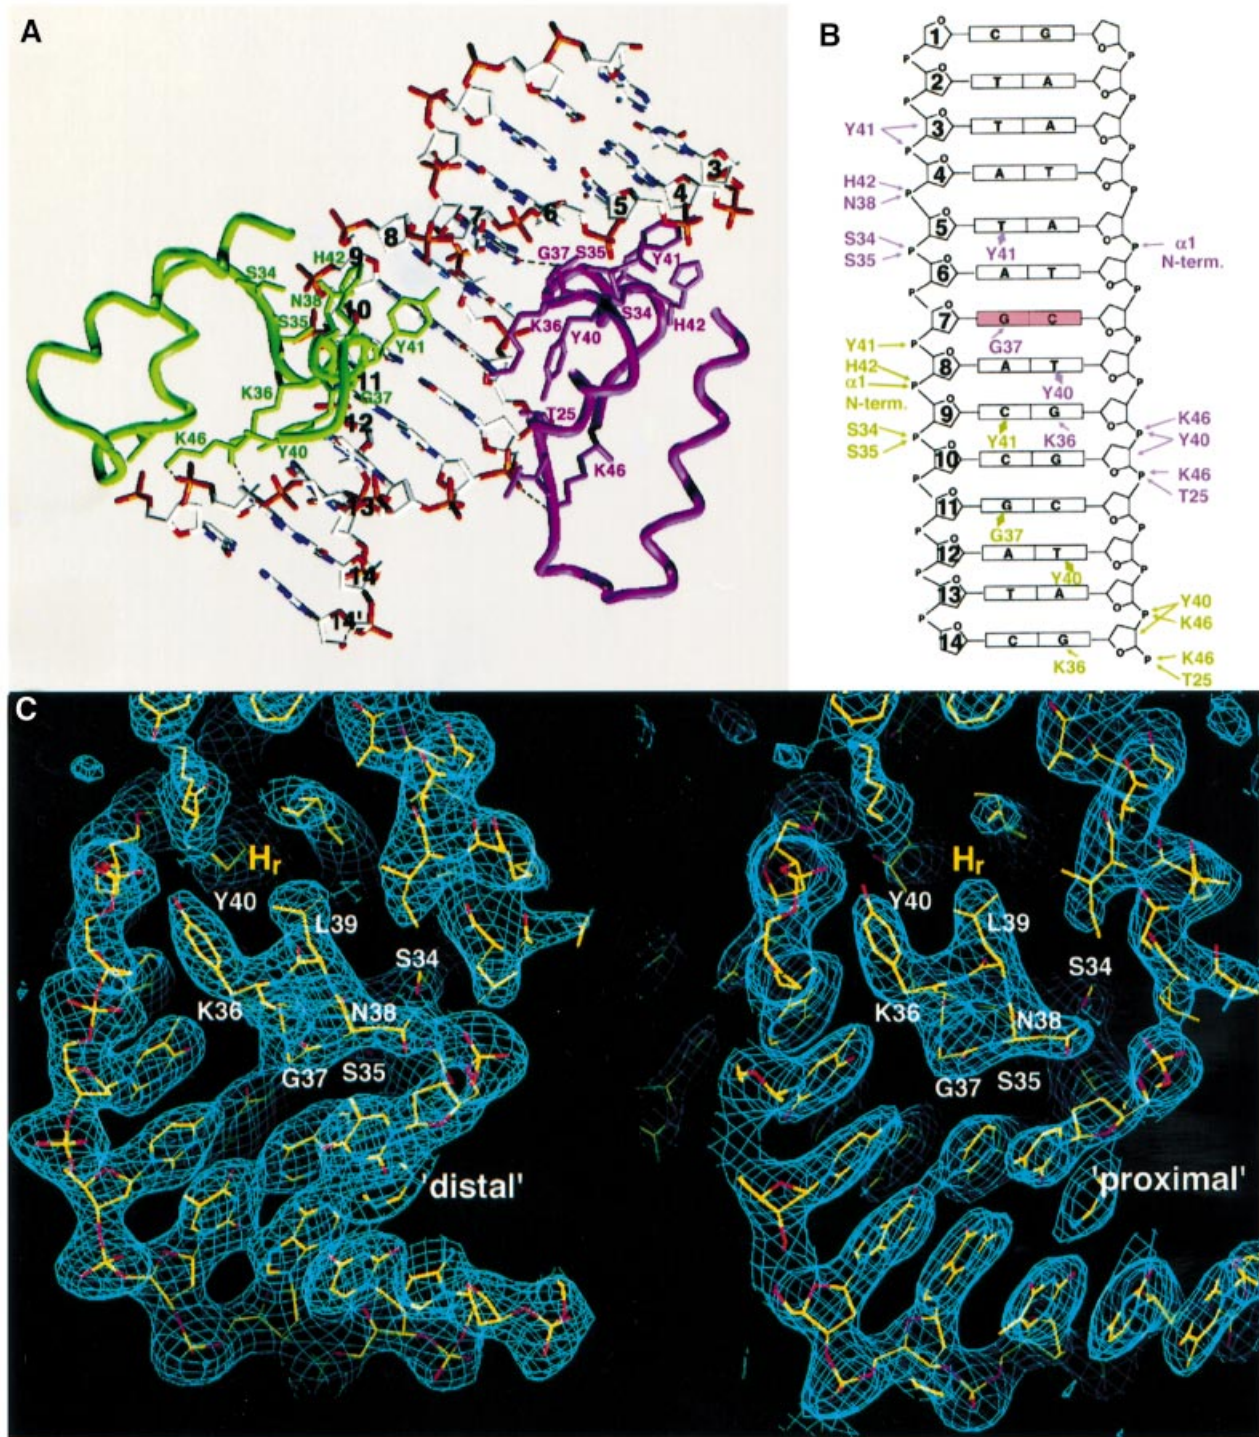 A
3
4
5
6
7
8
9
10
11
12
13
14
14'
G37 S35
Y41
S34
H42
K36
Y40
T25
K46
S34
H42
N38
S35
Y41
K36
G37
K46
Y40
B
1 C G
P P
2 T A
P P
3 T A
Y41
P P
4 A T
H42
N38
P P
5 T A
Y41
S34
S35
P P α1
N-term.
6 A T
P P
7 G C
G37
Y41
P P
8 A T
Y40
H42
α1
N-term.
P P
9 C G
Y41 K36
K46
Y40
S34
S35
P P
10 C G
K46
T25
P P
11 G C
G37
P P
12 A T
Y40
P P
13 T A
Y40
K46
P P
14 C G
K36
P
K46
T25
C
Hr
Y40
L39
S34
K36
N38
G37
S35
'distal'
Hr
Y40
L39
S34
K36
N38
G37
S35
'proximal'